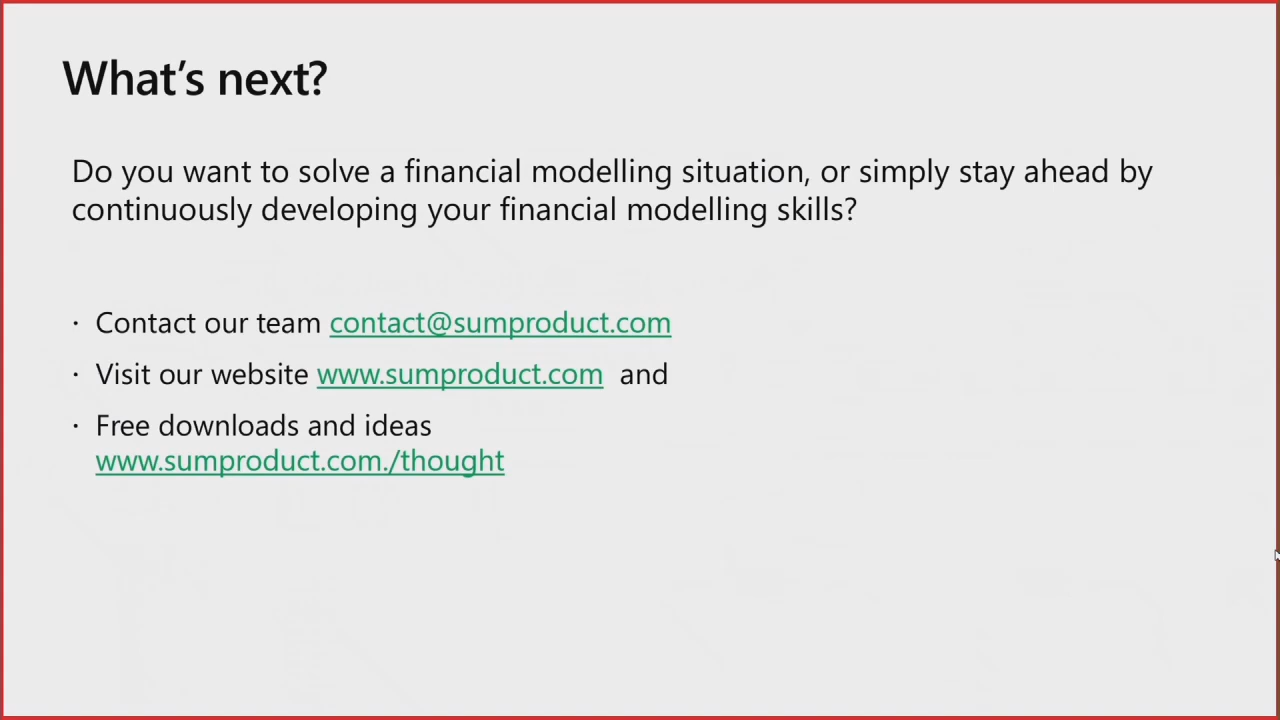 What's next?
Do you want to solve a financial modelling situation, or simply stay ahead by
continuously developing your financial modelling skills?
· Contact our team contact@sumproduct.com
· Visit our website www.sumproduct.com  and
· Free downloads and ideas
www.sumproduct.com./thought